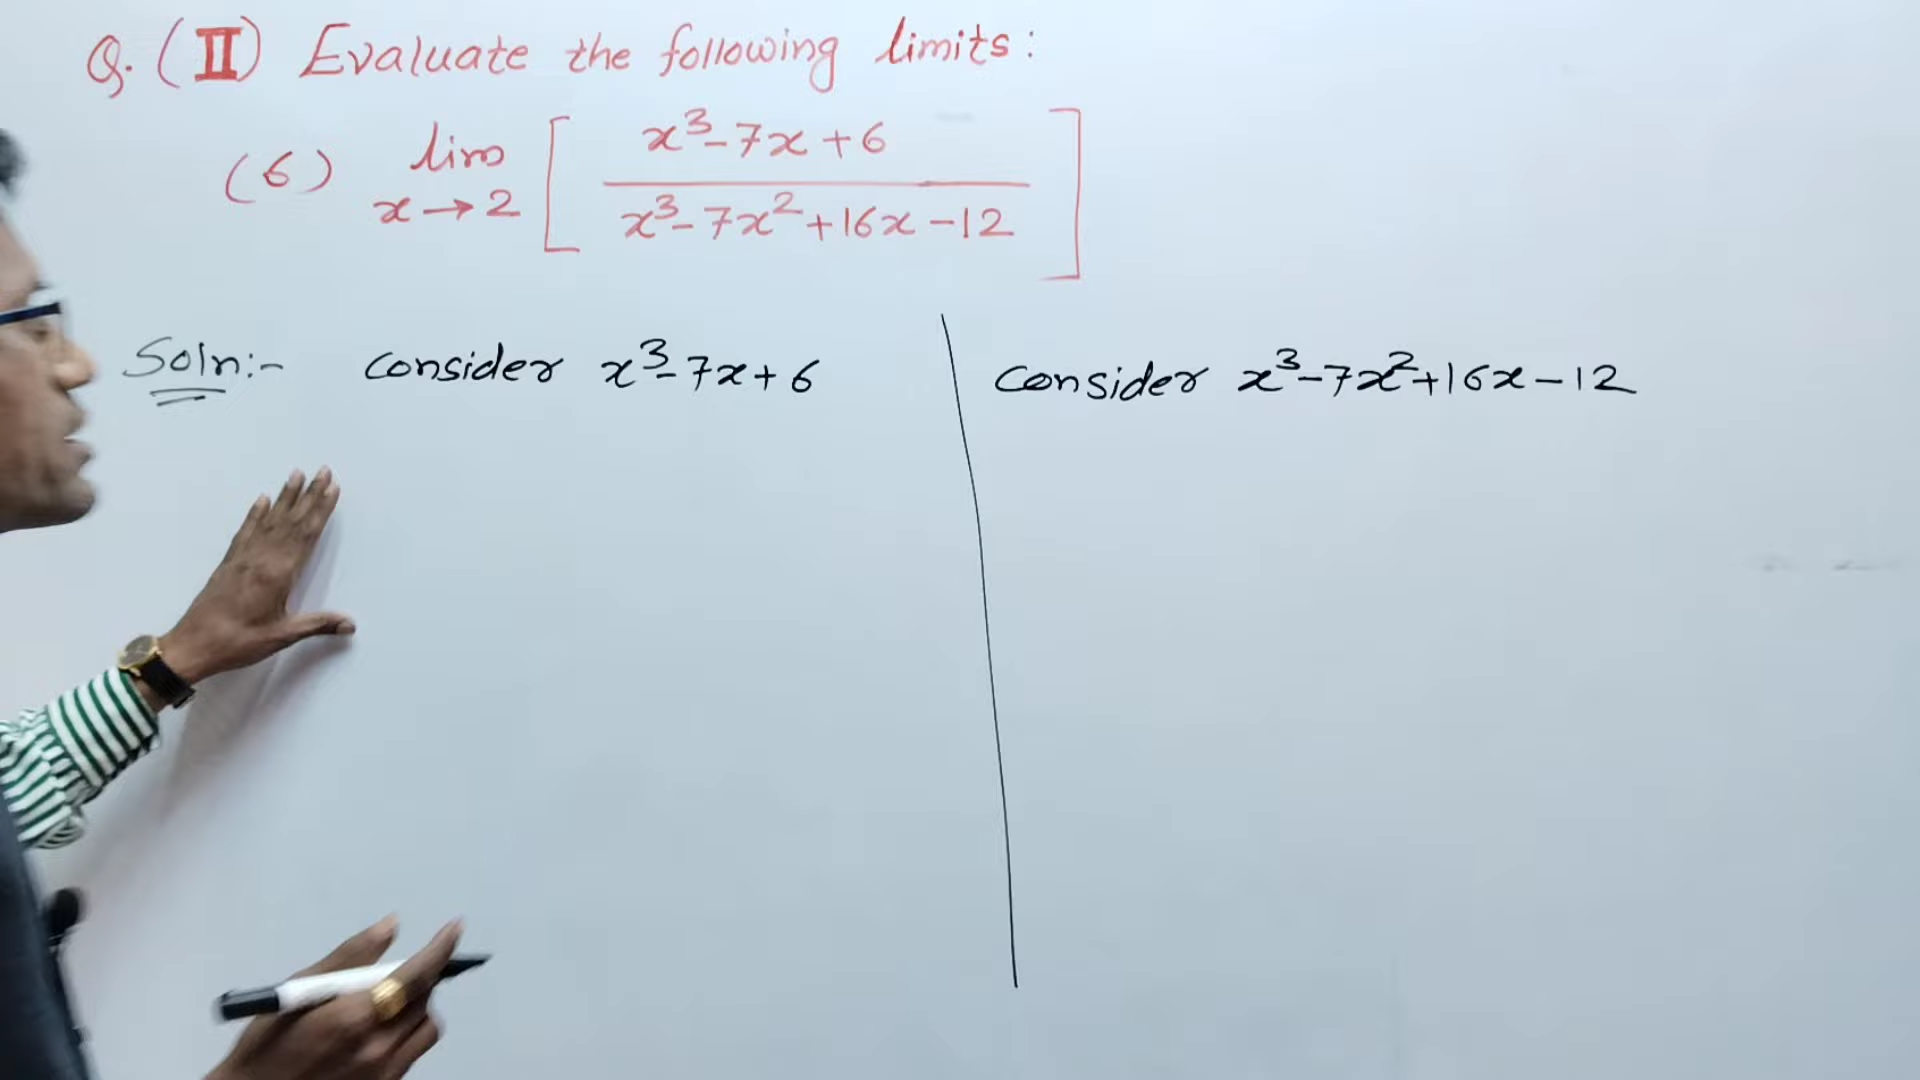 Q. (II) Evaluate the following limits:
(6) lim x→2 [ x³-7x+6 / x³-7x²+16x-12 ]
Soln:- consider x³-7x+6
consider x³-7x²+16x-12